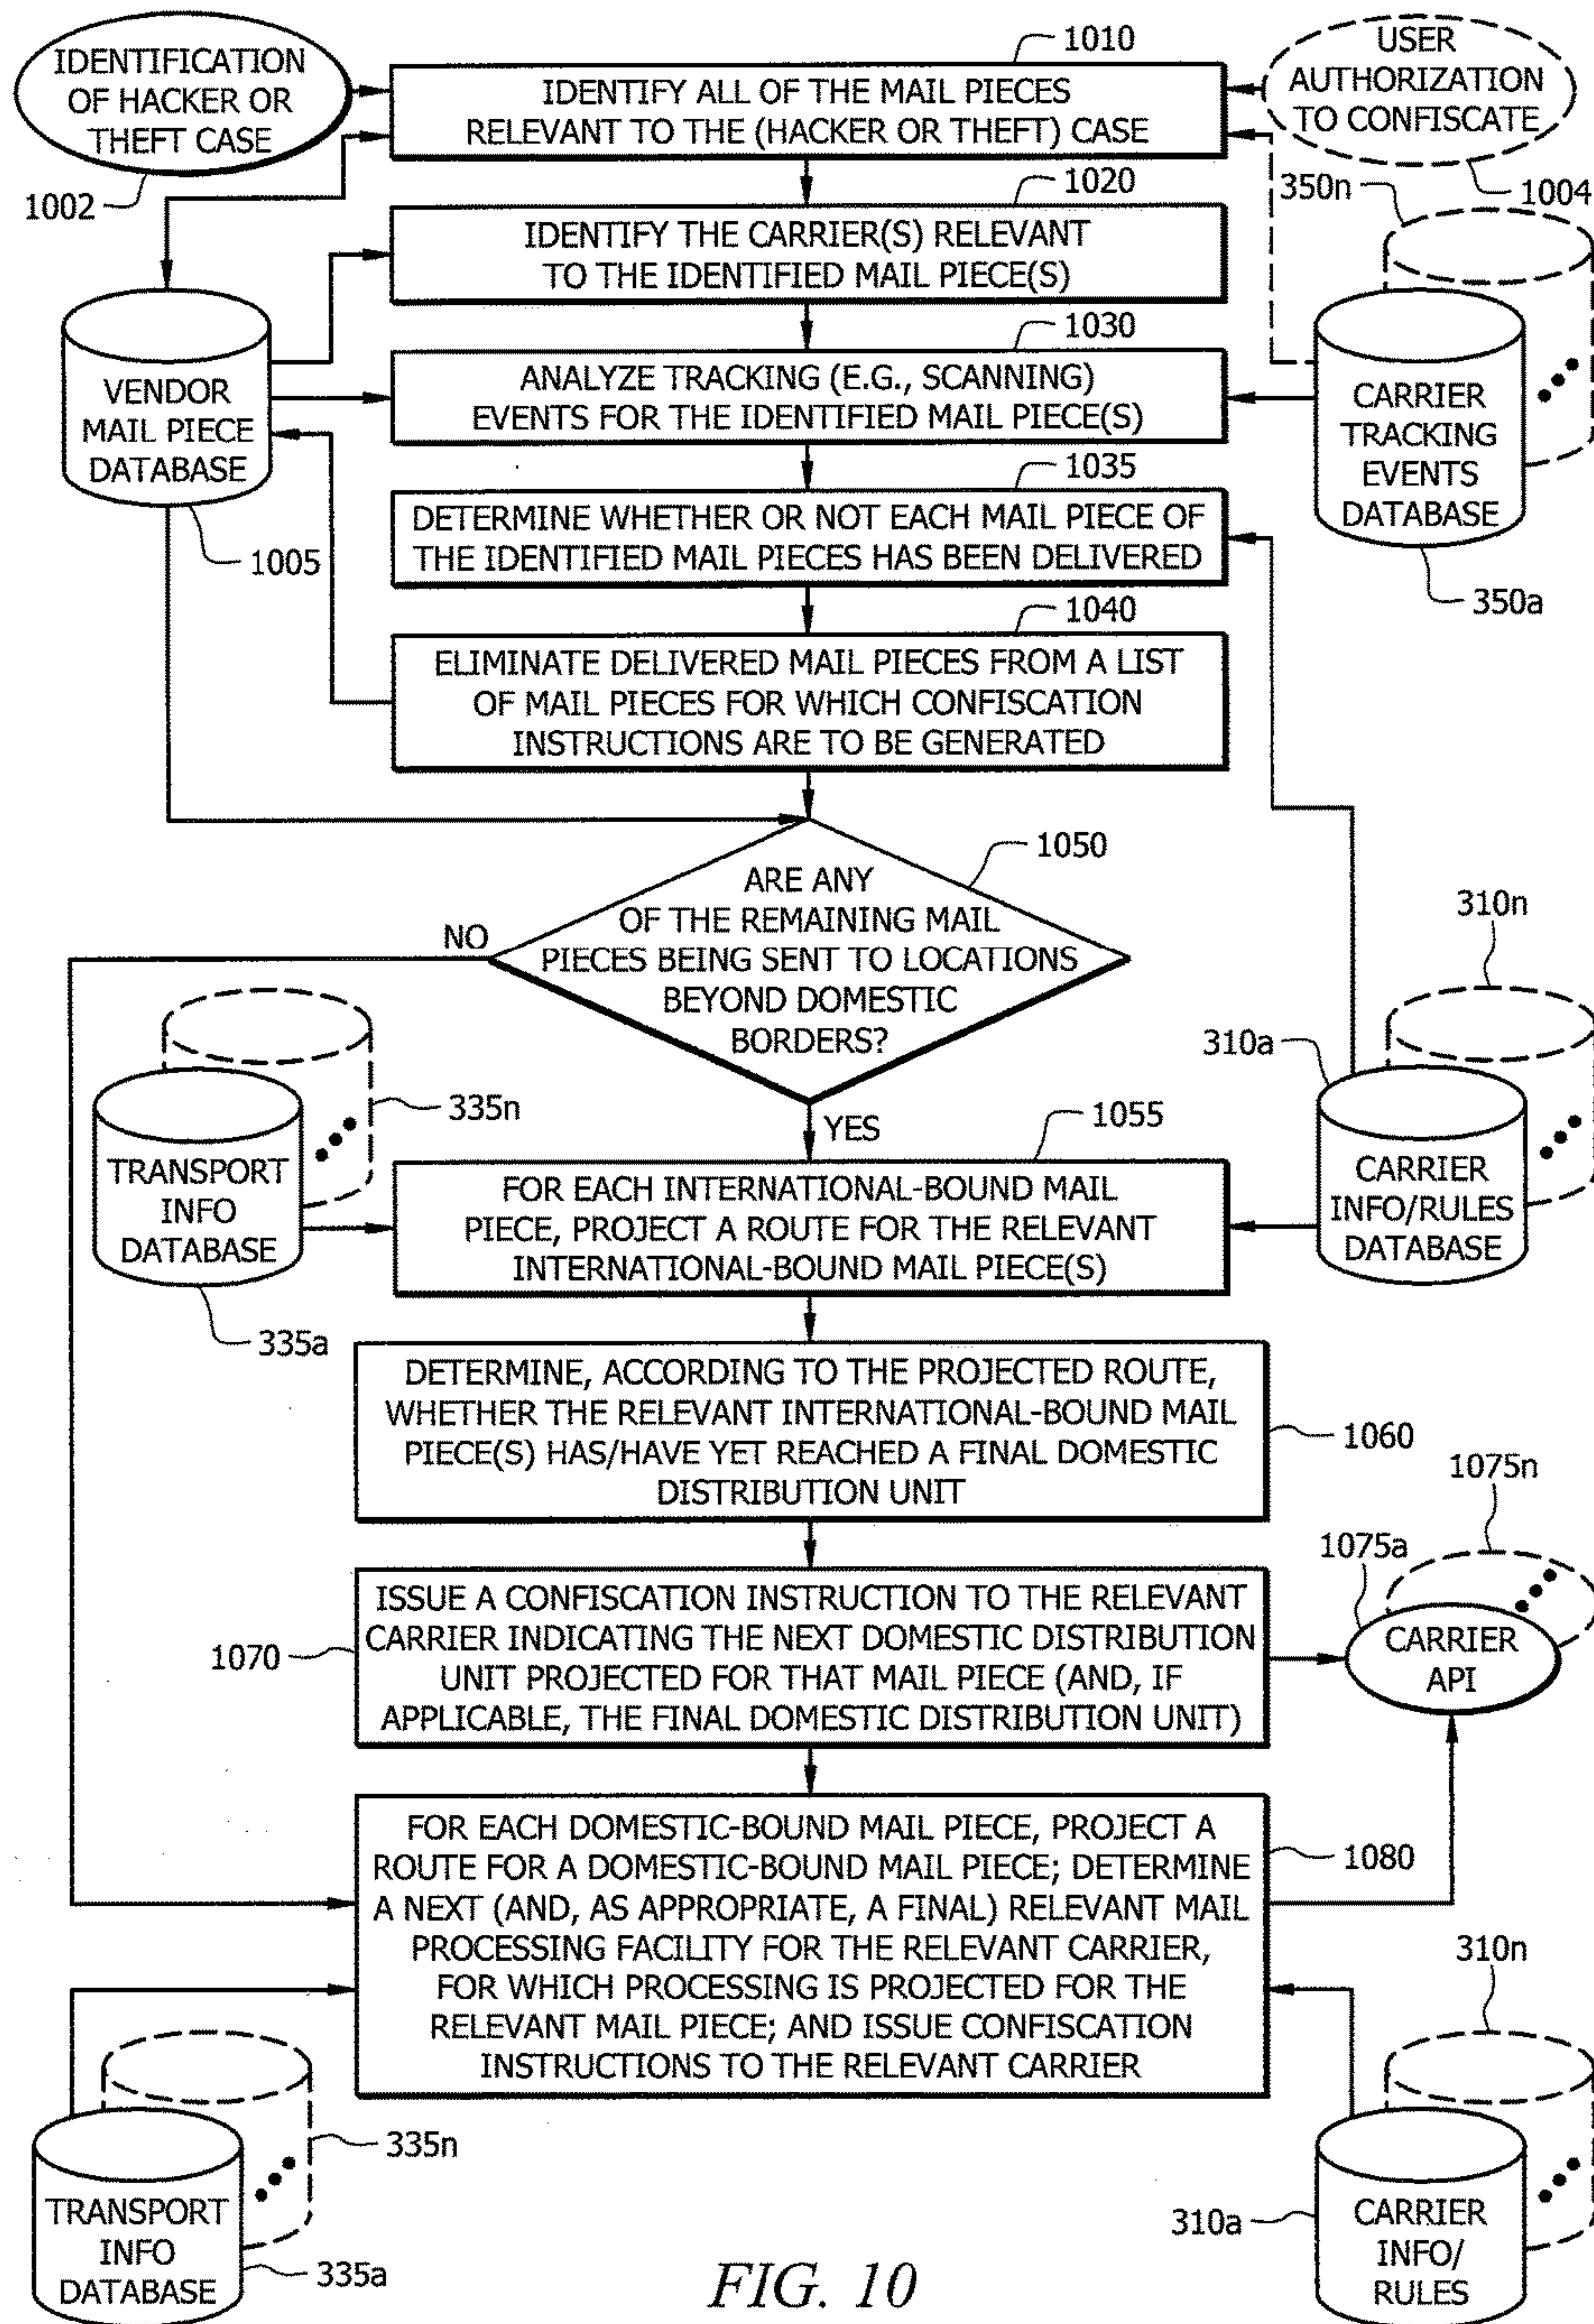 IDENTIFICATION
OF HACKER OR
THEFT CASE
1002
1010
IDENTIFY ALL OF THE MAIL PIECES
RELEVANT TO THE (HACKER OR THEFT) CASE
USER
AUTHORIZATION
TO CONFISCATE
1004
1020
IDENTIFY THE CARRIER(S) RELEVANT
TO THE IDENTIFIED MAIL PIECE(S)
350n
VENDOR
MAIL PIECE
DATABASE
1005
1030
ANALYZE TRACKING (E.G., SCANNING)
EVENTS FOR THE IDENTIFIED MAIL PIECE(S)
CARRIER
TRACKING
EVENTS
DATABASE
350a
1035
DETERMINE WHETHER OR NOT EACH MAIL PIECE OF
THE IDENTIFIED MAIL PIECES HAS BEEN DELIVERED
1040
ELIMINATE DELIVERED MAIL PIECES FROM A LIST
OF MAIL PIECES FOR WHICH CONFISCATION
INSTRUCTIONS ARE TO BE GENERATED
1050
ARE ANY
OF THE REMAINING MAIL
PIECES BEING SENT TO LOCATIONS
BEYOND DOMESTIC
BORDERS?
NO
YES
310n
310a
CARRIER
INFO/RULES
DATABASE
335n
TRANSPORT
INFO
DATABASE
335a
1055
FOR EACH INTERNATIONAL-BOUND MAIL
PIECE, PROJECT A ROUTE FOR THE RELEVANT
INTERNATIONAL-BOUND MAIL PIECE(S)
DETERMINE, ACCORDING TO THE PROJECTED ROUTE,
WHETHER THE RELEVANT INTERNATIONAL-BOUND MAIL
PIECE(S) HAS/HAVE YET REACHED A FINAL DOMESTIC
DISTRIBUTION UNIT
1060
1075n
1075a
CARRIER
API
1070
ISSUE A CONFISCATION INSTRUCTION TO THE RELEVANT
CARRIER INDICATING THE NEXT DOMESTIC DISTRIBUTION
UNIT PROJECTED FOR THAT MAIL PIECE (AND, IF
APPLICABLE, THE FINAL DOMESTIC DISTRIBUTION UNIT)
FOR EACH DOMESTIC-BOUND MAIL PIECE, PROJECT A
ROUTE FOR A DOMESTIC-BOUND MAIL PIECE; DETERMINE
A NEXT (AND, AS APPROPRIATE, A FINAL) RELEVANT MAIL
PROCESSING FACILITY FOR THE RELEVANT CARRIER,
FOR WHICH PROCESSING IS PROJECTED FOR THE
RELEVANT MAIL PIECE; AND ISSUE CONFISCATION
INSTRUCTIONS TO THE RELEVANT CARRIER
1080
335n
TRANSPORT
INFO
DATABASE
335a
310n
310a
CARRIER
INFO/
RULES
FIG. 10